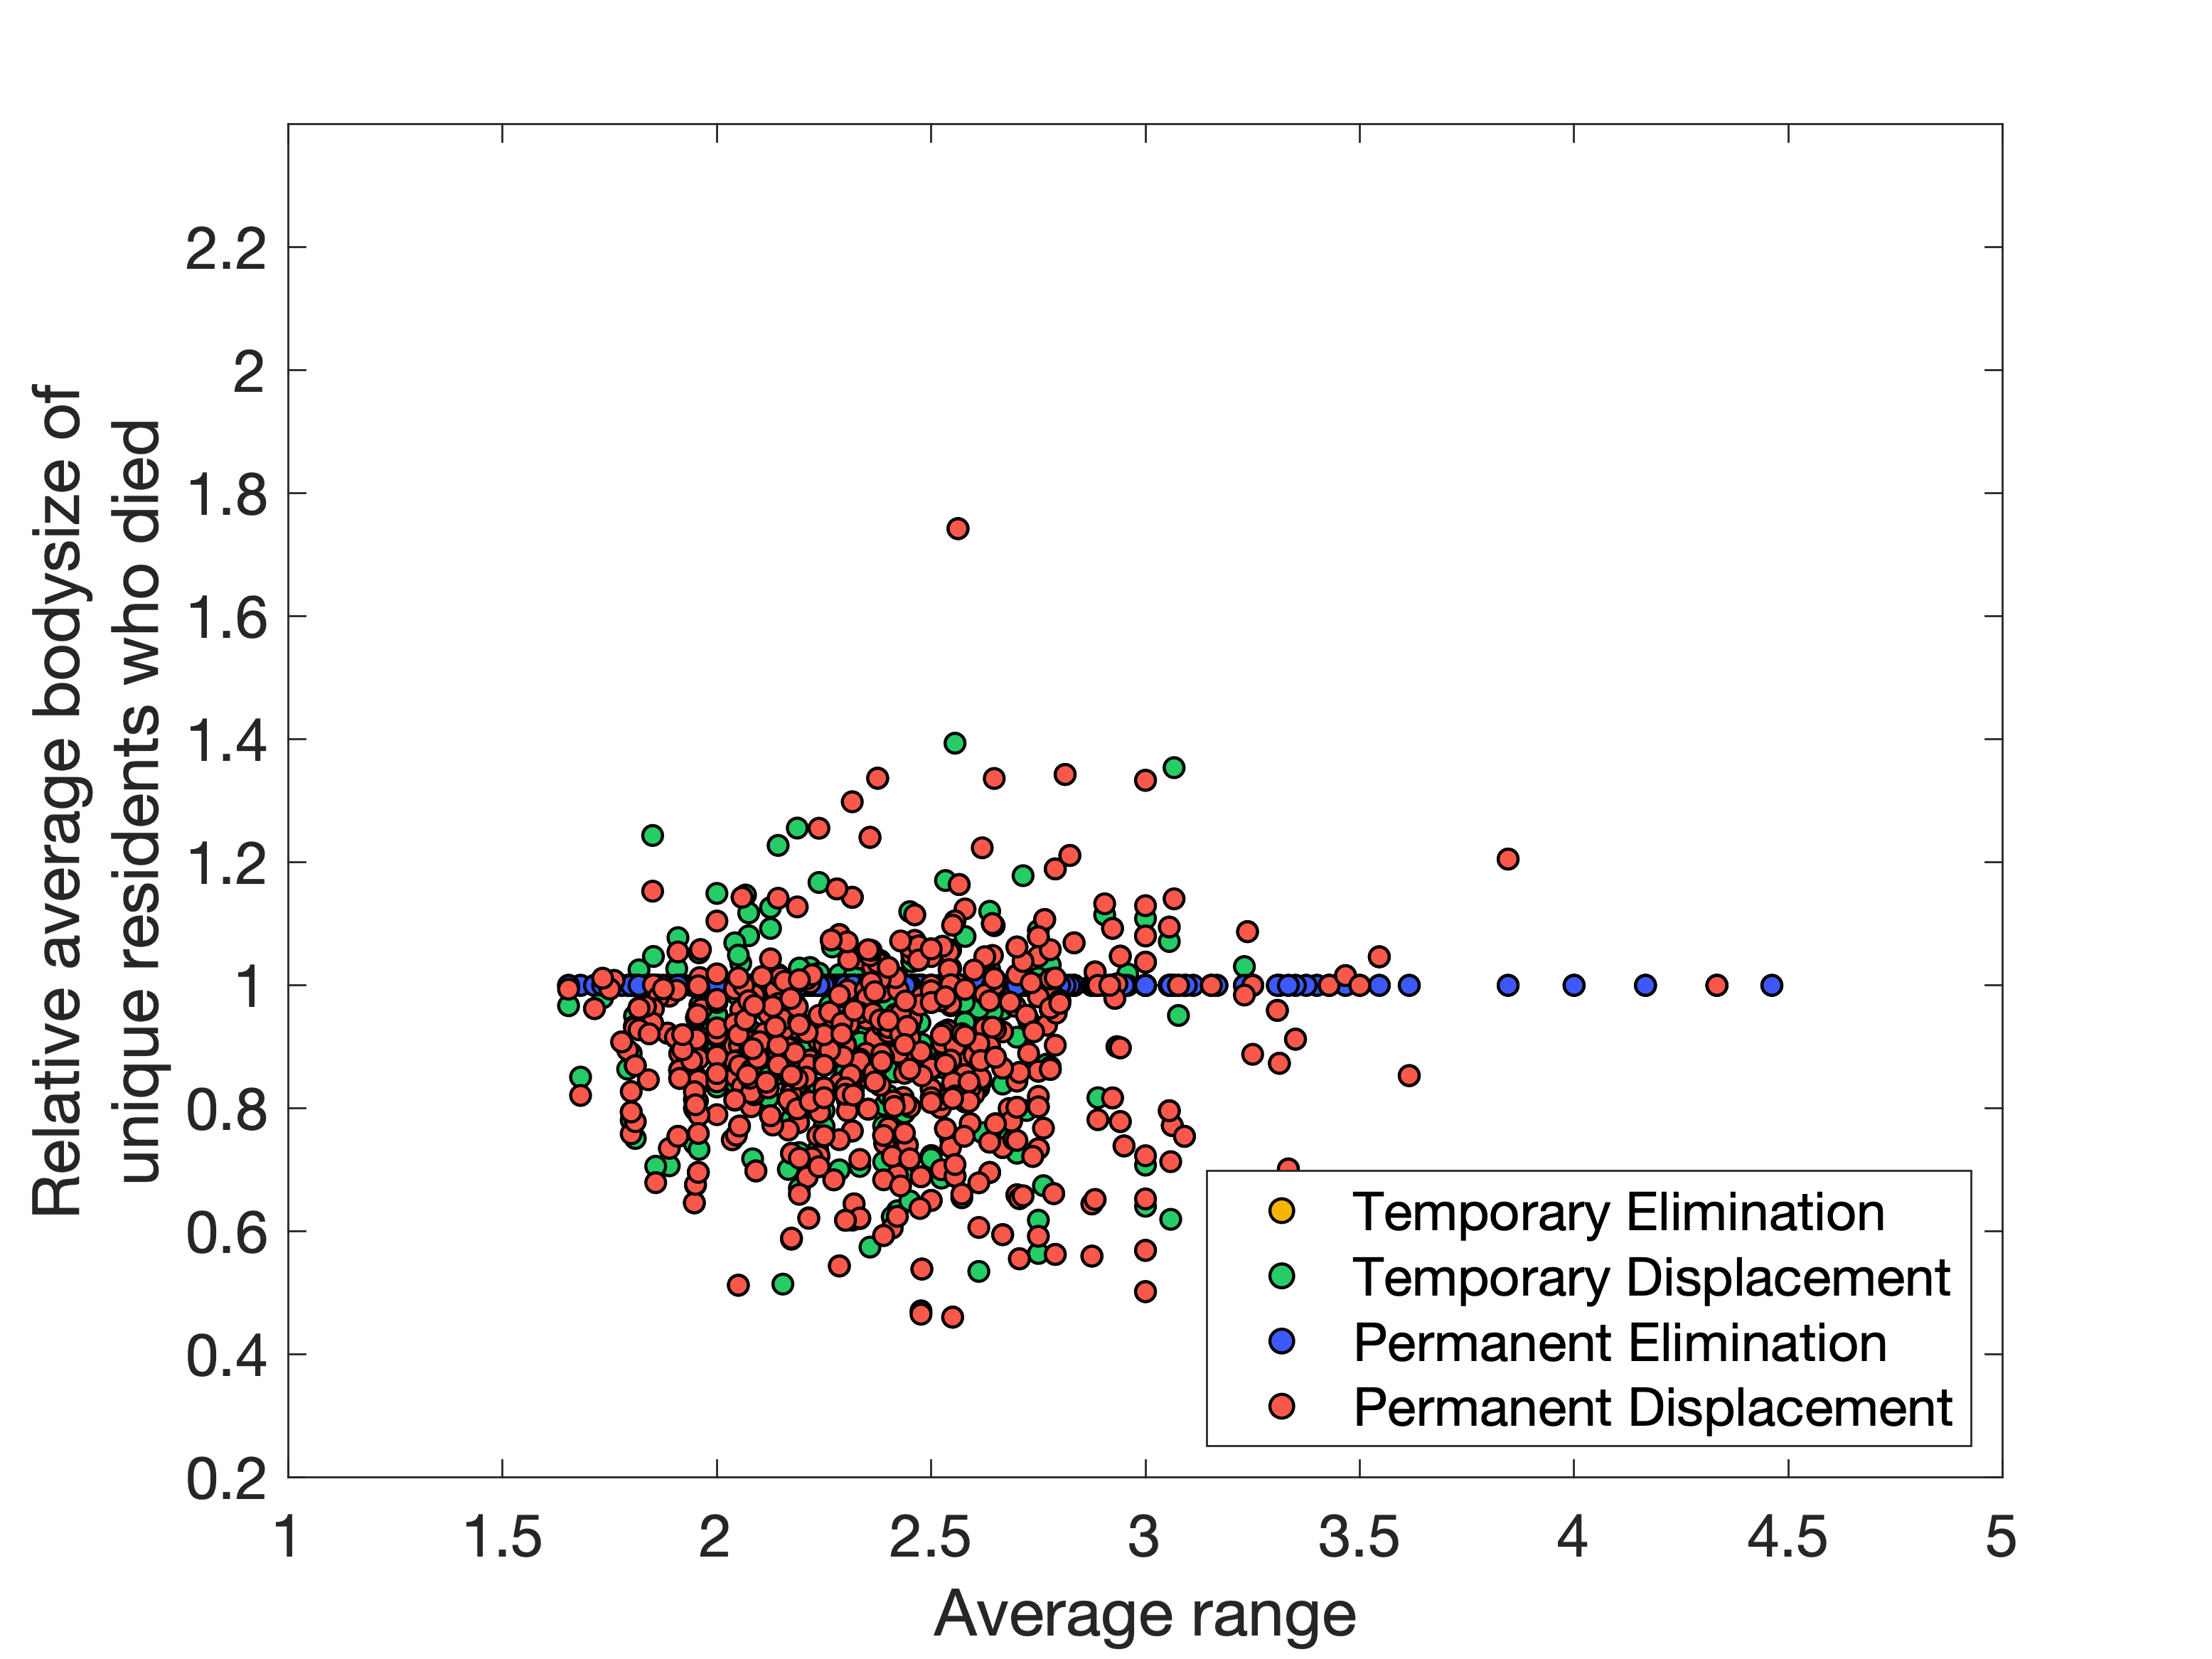 Relative average bodysize of
unique residents who died
2.2
2
1.8
1.6
1.4
1.2
1
0.8
0.6
0.4
0.2
1 1.5 2 2.5 3 3.5 4 4.5 5
Average range
Temporary Elimination
Temporary Displacement
Permanent Elimination
Permanent Displacement